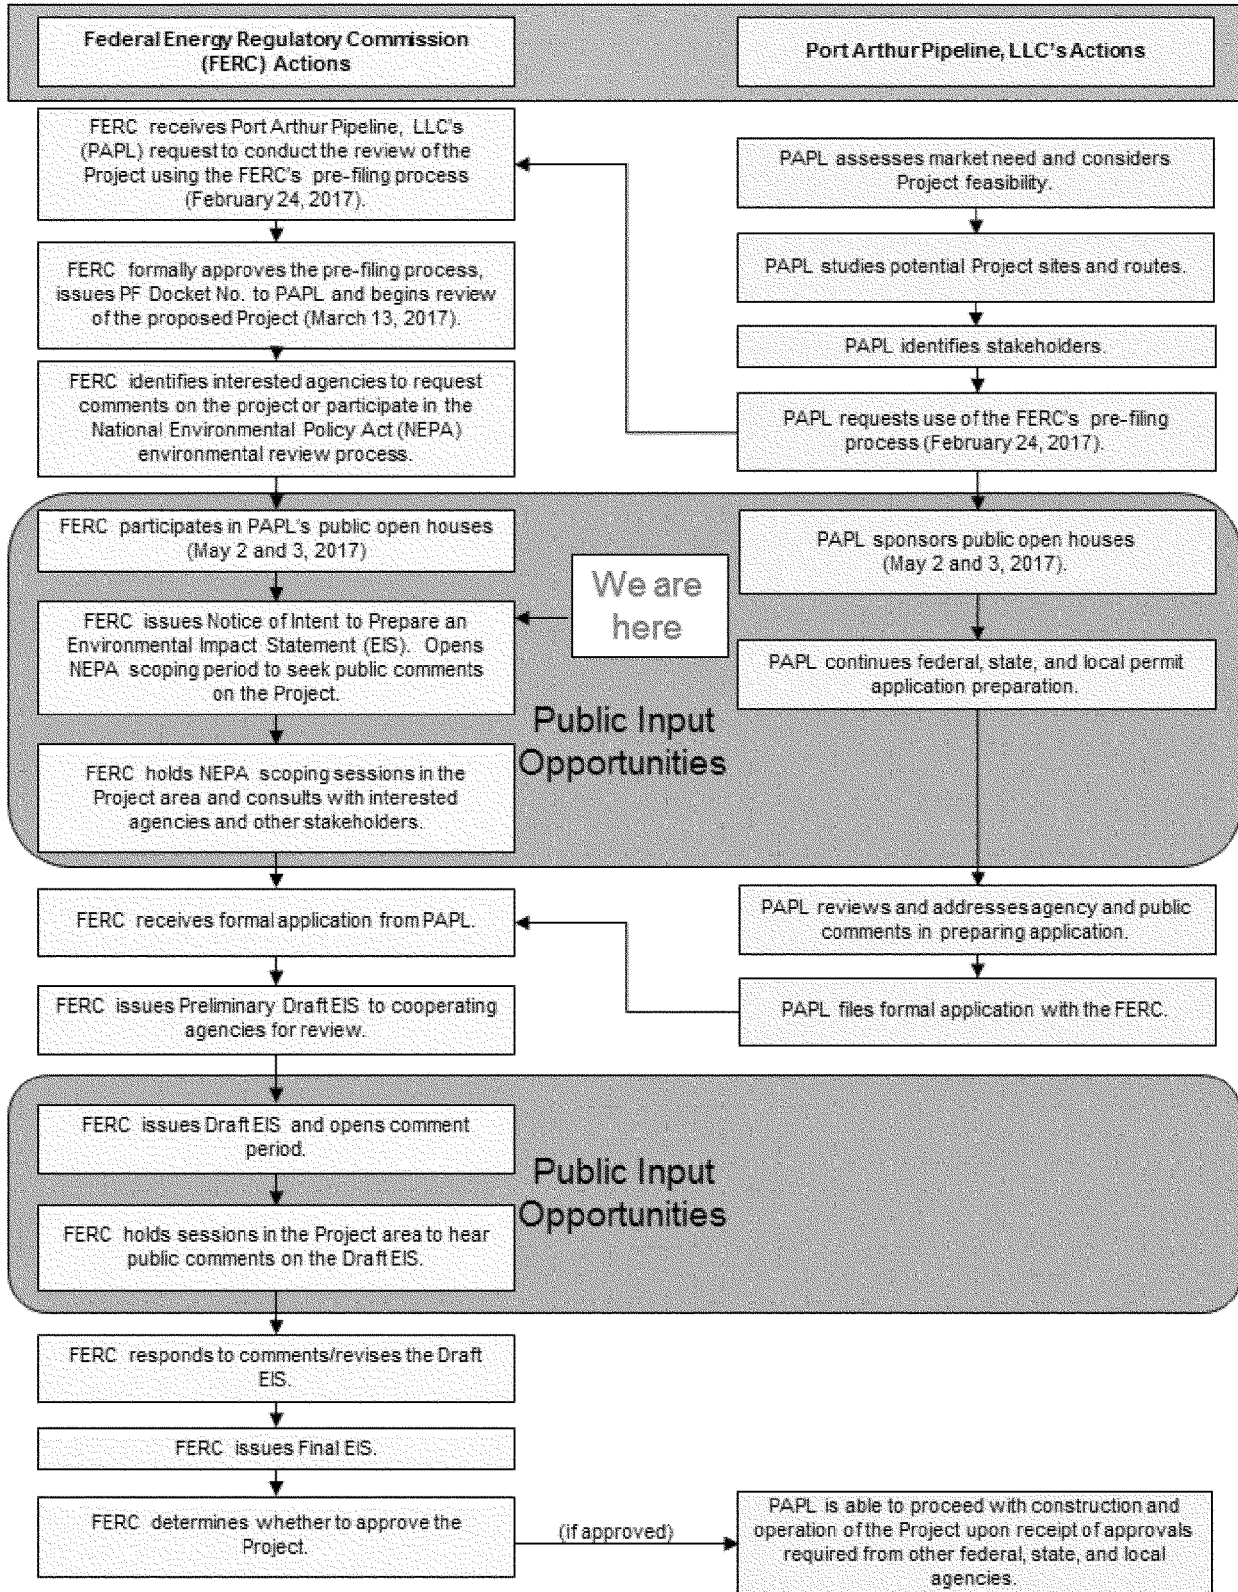 Federal Energy Regulatory Commission
(FERC) Actions
Port Arthur Pipeline, LLC's Actions
FERC receives Port Arthur Pipeline, LLC's
(PAPL) request to conduct the review of the
Project using the FERC's pre-filing process
(February 24, 2017).
PAPL assesses market need and considers
Project feasibility.
FERC formally approves the pre-filing process,
issues PF Docket No. to PAPL and begins review
of the proposed Project (March 13, 2017).
PAPL studies potential Project sites and routes.
PAPL identifies stakeholders.
FERC identifies interested agencies to request
comments on the project or participate in the
National Environmental Policy Act (NEPA)
environmental review process.
PAPL requests use of the FERC's pre-filing
process (February 24, 2017).
FERC participates in PAPL's public open houses
(May 2 and 3, 2017)
PAPL sponsors public open houses
(May 2 and 3, 2017).
We are
here
FERC issues Notice of Intent to Prepare an
Environmental Impact Statement (EIS). Opens
NEPA scoping period to seek public comments
on the Project.
PAPL continues federal, state, and local permit
application preparation.
Public Input
Opportunities
FERC holds NEPA scoping sessions in the
Project area and consults with interested
agencies and other stakeholders.
FERC receives formal application from PAPL.
PAPL reviews and addresses agency and public
comments in preparing application.
FERC issues Preliminary Draft EIS to cooperating
agencies for review.
PAPL files formal application with the FERC.
FERC issues Draft EIS and opens comment
period.
Public Input
Opportunities
FERC holds sessions in the Project area to hear
public comments on the Draft EIS.
FERC responds to comments/revises the Draft
EIS.
FERC issues Final EIS.
FERC determines whether to approve the
Project.
(if approved)
PAPL is able to proceed with construction and
operation of the Project upon receipt of approvals
required from other federal, state, and local
agencies.